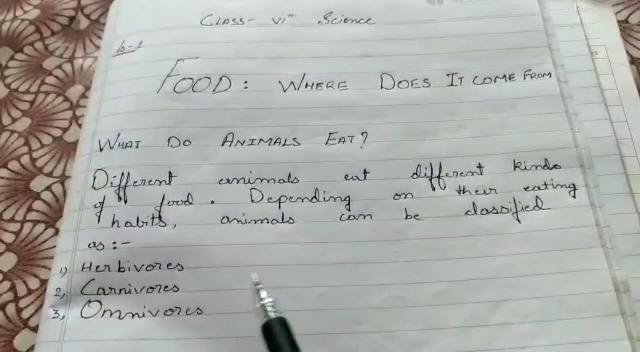 CLASS- VIth Science
L-1
FOOD: WHERE DOES IT COME FROM
WHAT DO ANIMALS EAT?
Different animals eat different kinds
of food. Depending on their eating
habits, animals can be classified
as:-
1) Herbivores
2, Carnivores
3, Omnivores